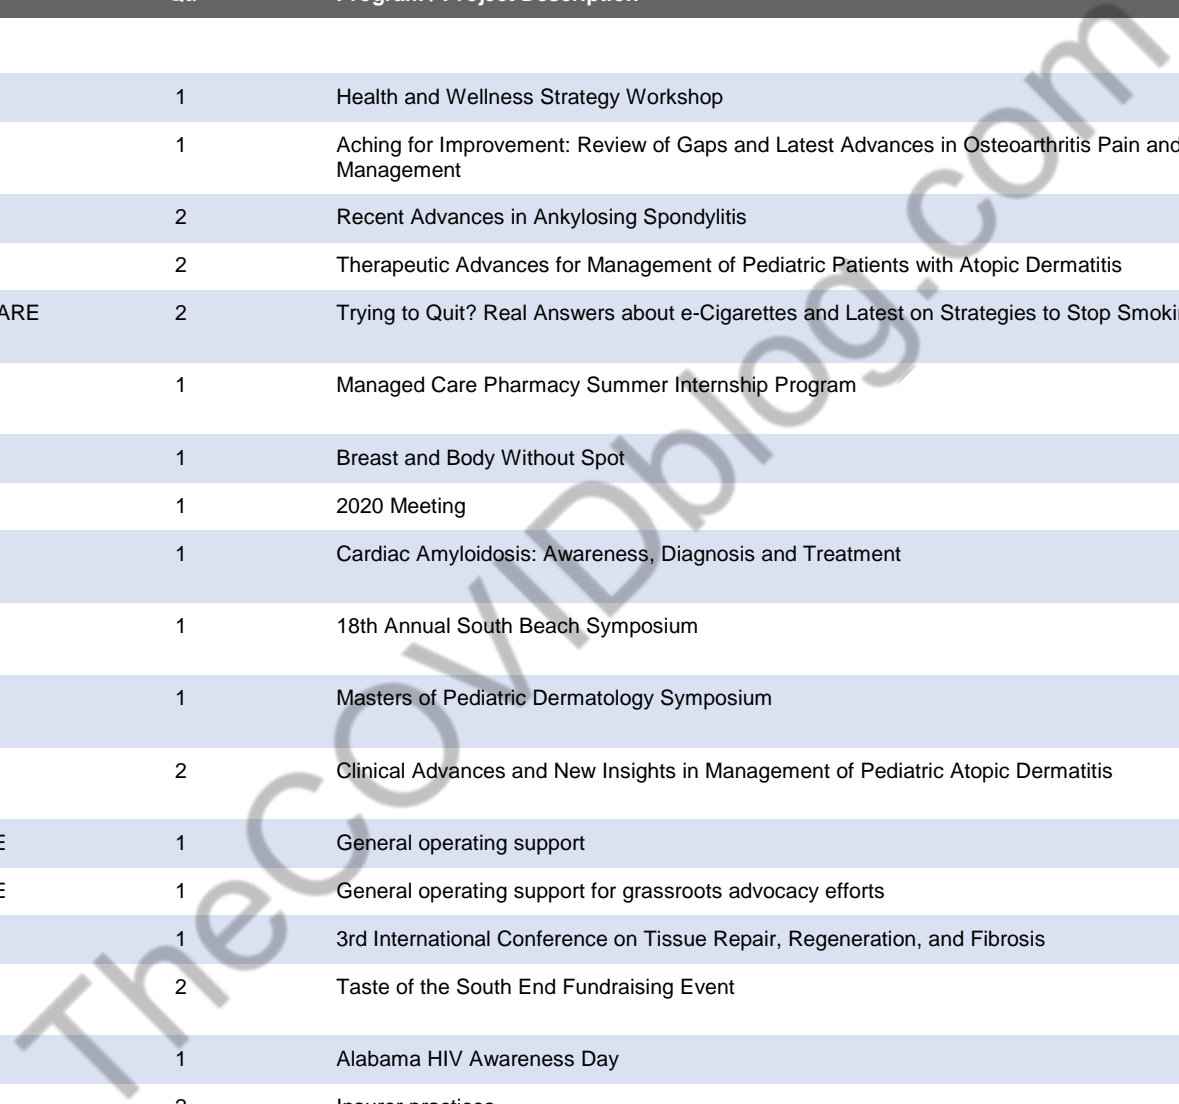 Qtr Program / Project Description
1 Health and Wellness Strategy Workshop
1 Aching for Improvement: Review of Gaps and Latest Advances in Osteoarthritis Pain and
Management
2 Recent Advances in Ankylosing Spondylitis
2 Therapeutic Advances for Management of Pediatric Patients with Atopic Dermatitis
ARE 2 Trying to Quit? Real Answers about e-Cigarettes and Latest on Strategies to Stop Smoki
1 Managed Care Pharmacy Summer Internship Program
1 Breast and Body Without Spot
1 2020 Meeting
1 Cardiac Amyloidosis: Awareness, Diagnosis and Treatment
1 18th Annual South Beach Symposium
1 Masters of Pediatric Dermatology Symposium
2 Clinical Advances and New Insights in Management of Pediatric Atopic Dermatitis
E 1 General operating support
E 1 General operating support for grassroots advocacy efforts
1 3rd International Conference on Tissue Repair, Regeneration, and Fibrosis
2 Taste of the South End Fundraising Event
1 Alabama HIV Awareness Day
2 Insurer practices
TheCOVIDblog.com